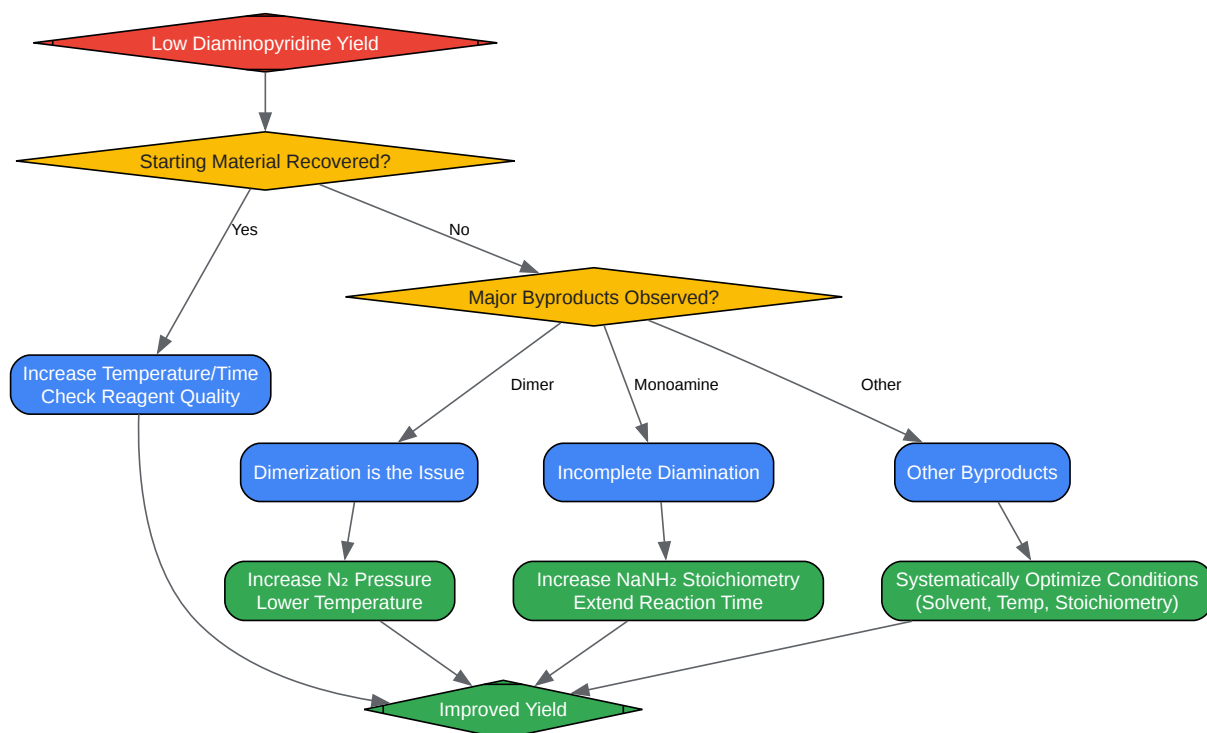 Low Diaminopyridine Yield
Starting Material Recovered?
Yes
No
Major Byproducts Observed?
Increase Temperature/Time
Check Reagent Quality
Dimer
Monoamine
Other
Dimerization is the Issue
Incomplete Diamination
Other Byproducts
Increase N₂ Pressure
Lower Temperature
Increase NaNH₂ Stoichiometry
Extend Reaction Time
Systematically Optimize Conditions
(Solvent, Temp, Stoichiometry)
Improved Yield